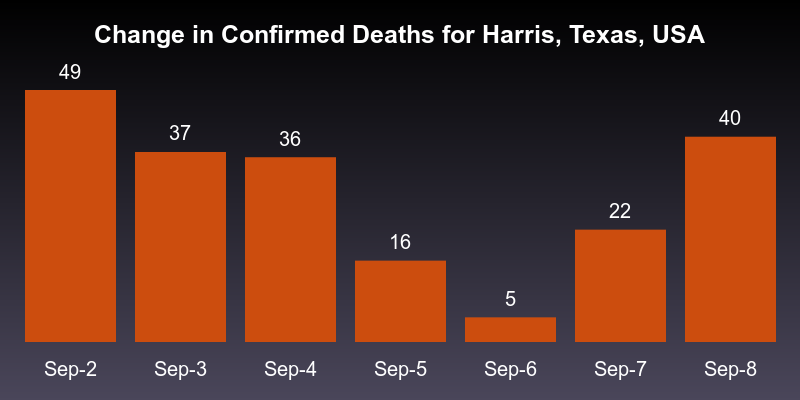 Change in Confirmed Deaths for Harris, Texas, USA
49
37
36
16
5
22
40
Sep-2
Sep-3
Sep-4
Sep-5
Sep-6
Sep-7
Sep-8